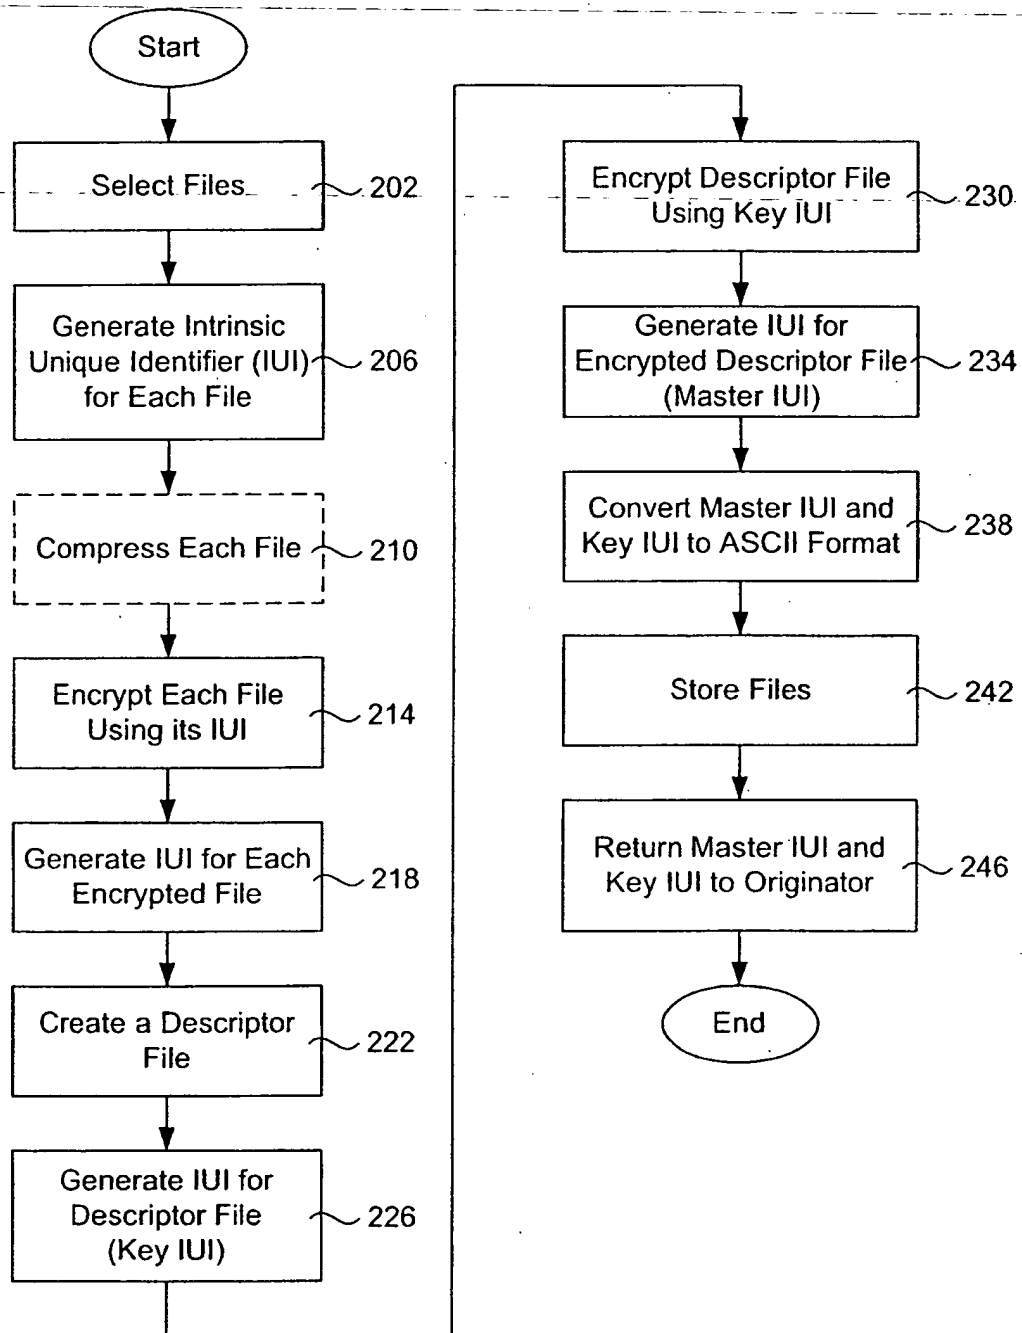 Start
Select Files
202
Generate Intrinsic
Unique Identifier (IUI)
for Each File
206
Compress Each File
210
Encrypt Each File
Using its IUI
214
Generate IUI for Each
Encrypted File
218
Create a Descriptor
File
222
Generate IUI for
Descriptor File
(Key IUI)
226
Encrypt Descriptor File
Using Key IUI
230
Generate IUI for
Encrypted Descriptor File
(Master IUI)
234
Convert Master IUI and
Key IUI to ASCII Format
238
Store Files
242
Return Master IUI and
Key IUI to Originator
246
End